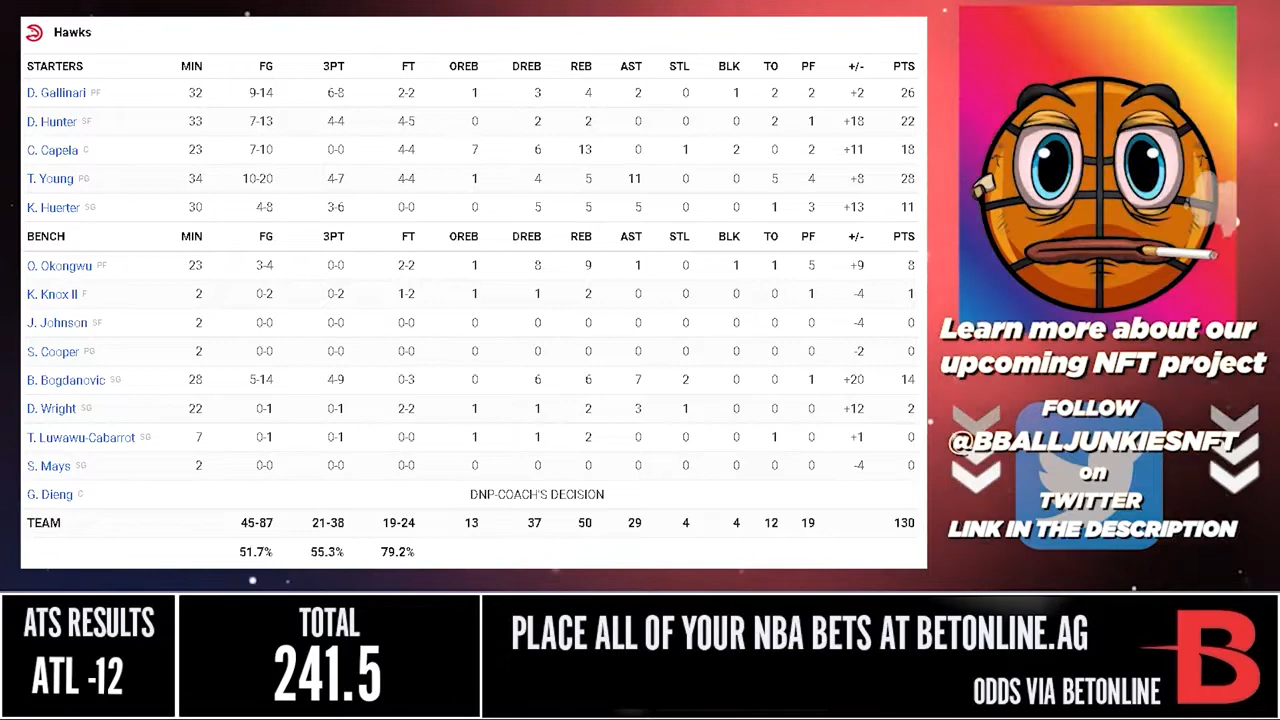 Hawks
STARTERS MIN FG 3PT FT OREB DREB REB AST STL BLK TO PF +/- PTS
D. Gallinari PF 32 9-14 6-8 2-2 1 3 4 2 0 1 2 2 +2 26
D. Hunter SF 33 7-13 4-4 4-5 0 2 2 0 0 0 2 1 +18 22
C. Capela C 23 7-10 0-0 4-4 7 6 13 0 1 2 0 2 +11 18
T. Young PG 34 10-20 4-7 4-4 1 4 5 11 0 0 5 4 +8 28
K. Huerter SG 30 4-8 3-6 0-0 0 5 5 5 0 0 1 3 +13 11
BENCH MIN FG 3PT FT OREB DREB REB AST STL BLK TO PF +/- PTS
O. Okongwu PF 23 3-4 0-0 2-2 1 8 9 1 0 1 1 5 +9 8
K. Knox II F 2 0-2 0-2 1-2 1 1 2 0 0 0 0 1 -4 1
J. Johnson SF 2 0-0 0-0 0-0 0 0 0 0 0 0 0 0 -4 0
S. Cooper PG 2 0-0 0-0 0-0 0 0 0 0 0 0 0 0 -2 0
B. Bogdanovic SG 28 5-14 4-9 0-3 0 6 6 7 2 0 0 1 +20 14
D. Wright SG 22 0-1 0-1 2-2 1 1 2 3 1 0 0 0 +12 2
T. Luwawu-Cabarrot SG 7 0-1 0-1 0-0 1 1 2 0 0 0 1 0 +1 0
S. Mays SG 2 0-0 0-0 0-0 0 0 0 0 0 0 0 0 -4 0
G. Dieng C DNP-COACH'S DECISION
TEAM 45-87 21-38 19-24 13 37 50 29 4 4 12 19 130
51.7% 55.3% 79.2%
Learn more about our
upcoming NFT project
FOLLOW
@BBALLJUNKIESNFT
on
TWITTER
LINK IN THE DESCRIPTION
ATS RESULTS
ATL -12
TOTAL
241.5
PLACE ALL OF YOUR NBA BETS AT BETONLINE.AG
ODDS VIA BETONLINE
B